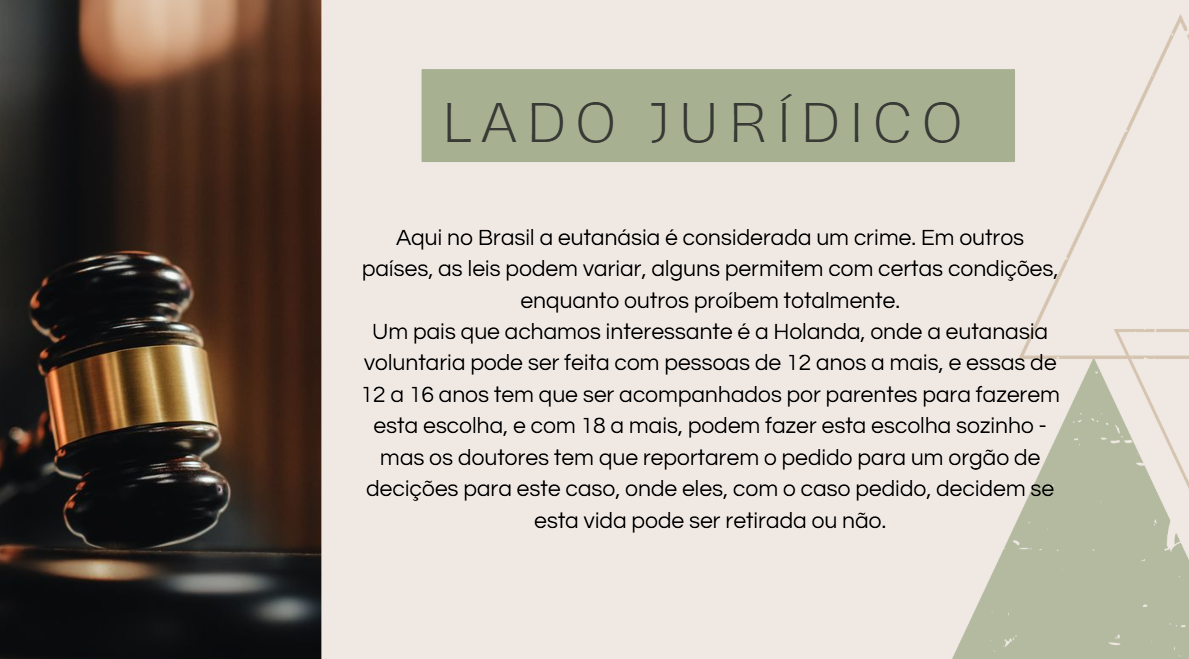 LADO JURÍDICO
Aqui no Brasil a eutanásia é considerada um crime. Em outros
países, as leis podem variar, alguns permitem com certas condições,
enquanto outros proíbem totalmente.
Um pais que achamos interessante é a Holanda, onde a eutanasia
voluntaria pode ser feita com pessoas de 12 anos a mais, e essas de
12 a 16 anos tem que ser acompanhados por parentes para fazerem
esta escolha, e com 18 a mais, podem fazer esta escolha sozinho -
mas os doutores tem que reportarem o pedido para um orgão de
decições para este caso, onde eles, com o caso pedido, decidem se
esta vida pode ser retirada ou não.